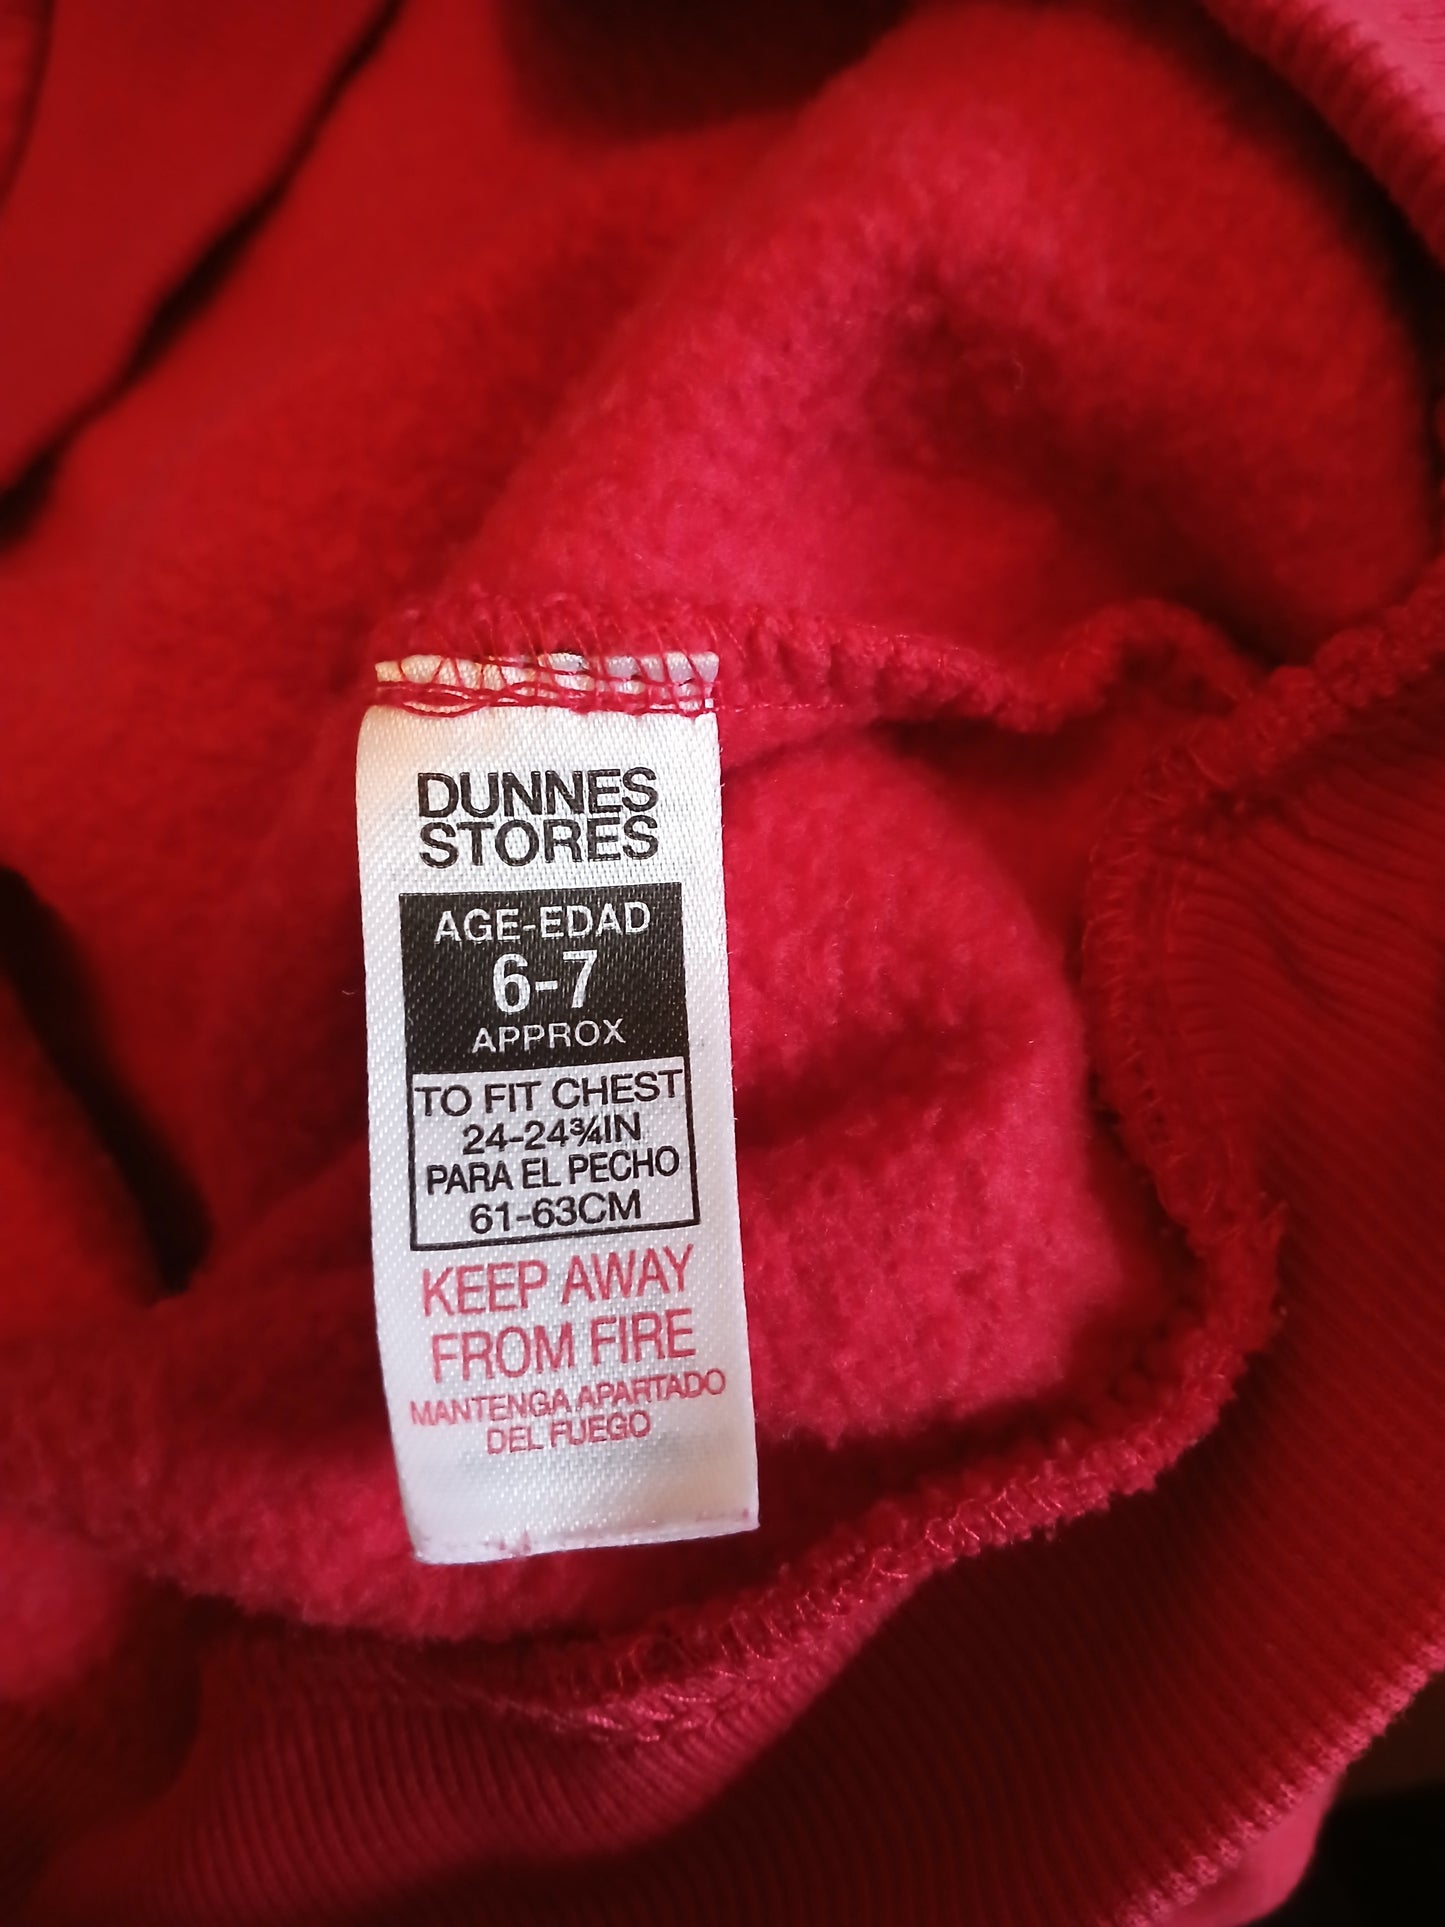 DUNNES
STORES
AGE-EDAD
6-7
APPROX
TO FIT CHEST
24-24¾IN
PARA EL PECHO
61-63CM
KEEP AWAY
FROM FIRE
MANTENGA APARTADO
DEL FUEGO